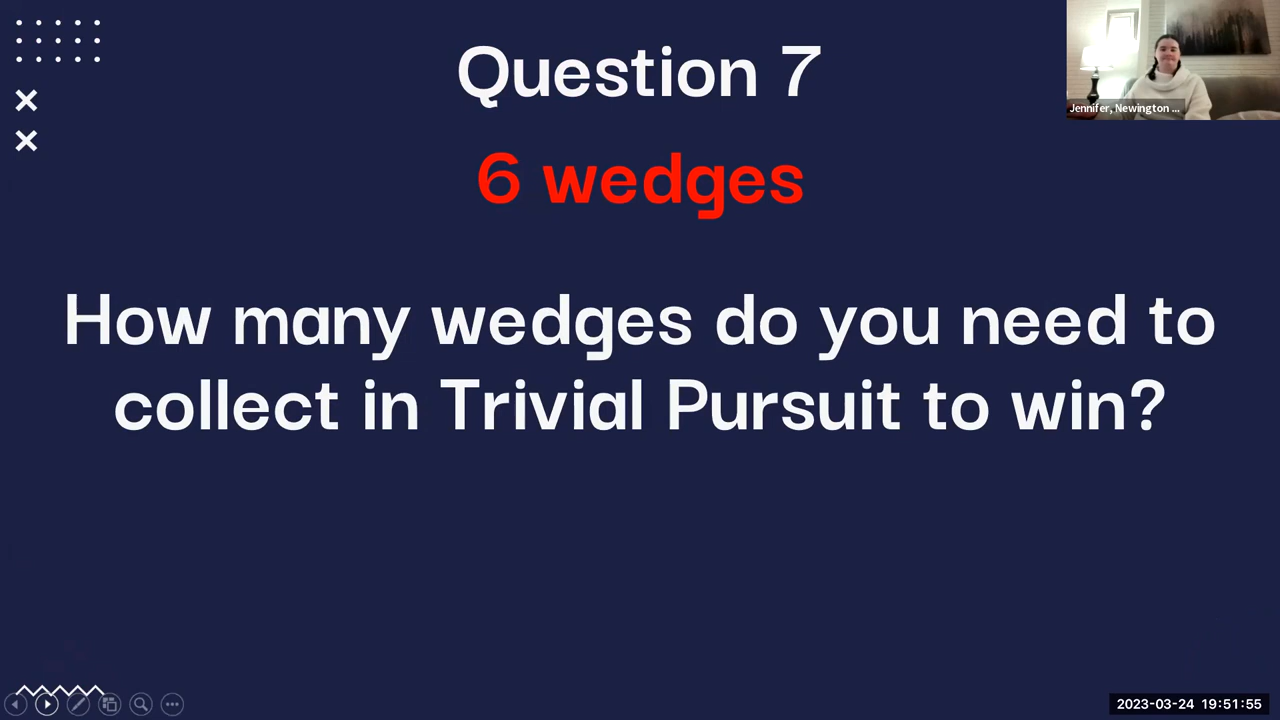 Question 7
6 wedges
How many wedges do you need to
collect in Trivial Pursuit to win?
Jennifer, Newington ...
2023-03-24 19:51:55